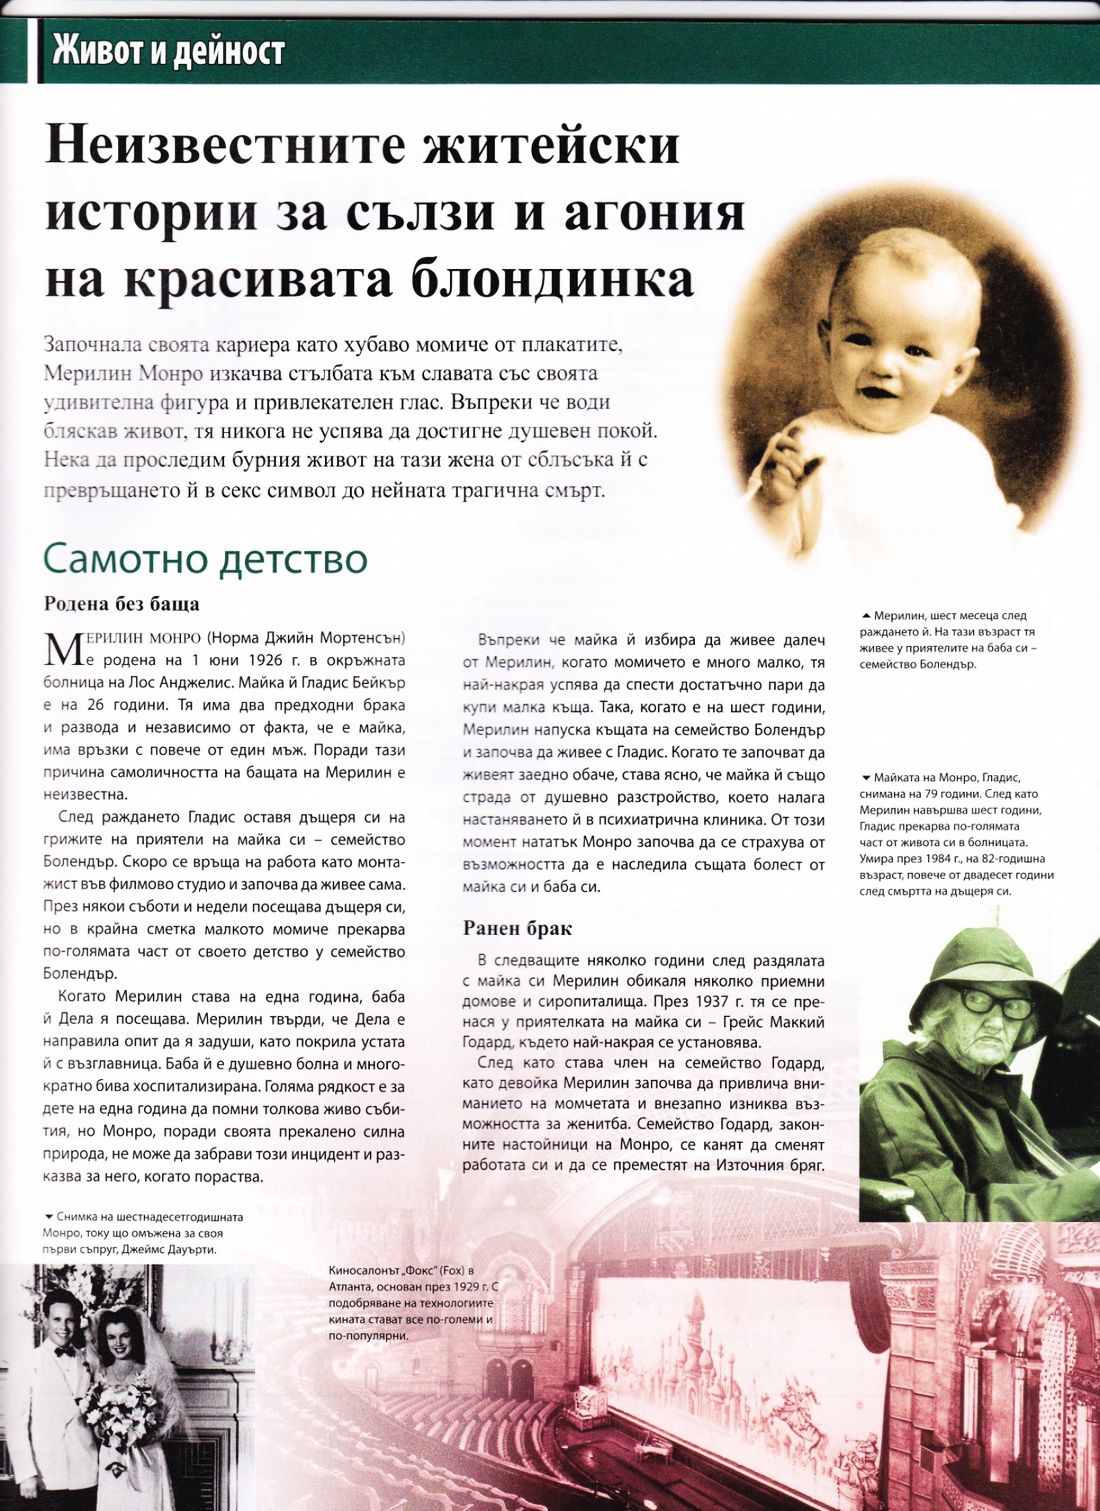 Живот и дейност
Неизвестните житейски
истории за сълзи и агония
на красивата блондинка
Започнала своята кариера като хубаво момиче от плакатите,
Мерилин Монро изкачва стълбата към славата със своята
удивителна фигура и привлекателен глас. Въпреки че води
бляскав живот, тя никога не успява да достигне душевен покой.
Нека да проследим бурния живот на тази жена от сблъсъка ѝ с
превръщането ѝ в секс символ до нейната трагична смърт.
Самотно детство
Родена без баща
МЕРИЛИН МОНРО (Норма Джийн Мортенсън)
е родена на 1 юни 1926 г. в окръжната
болница на Лос Анджелис. Майка ѝ Гладис Бейкър
е на 26 години. Тя има два предходни брака
и развода и независимо от факта, че е майка,
има връзки с повече от един мъж. Поради тази
причина самоличността на бащата на Мерилин е
неизвестна.
След раждането Гладис оставя дъщеря си на
грижите на приятели на майка си – семейство
Болендър. Скоро се връща на работа като монта-
жист във филмово студио и започва да живее сама.
През някои съботи и недели посещава дъщеря си,
но в крайна сметка малкото момиче прекарва
по-голямата част от своето детство у семейство
Болендър.
Когато Мерилин става на една година, баба
ѝ Дела я посещава. Мерилин твърди, че Дела е
направила опит да я задуши, като покрила устата
ѝ с възглавница. Баба ѝ е душевно болна и много-
кратно бива хоспитализирана. Голяма рядкост е за
дете на една година да помни толкова живо съби-
тия, но Монро, поради своята прекалено силна
природа, не може да забрави този инцидент и раз-
казва за него, когато пораства.
Въпреки че майка ѝ избира да живее далеч
от Мерилин, когато момичето е много малко, тя
най-накрая успява да спести достатъчно пари да
купи малка къща. Така, когато е на шест години,
Мерилин напуска къщата на семейство Болендър
и започва да живее с Гладис. Когато те започват да
живеят заедно обаче, става ясно, че майка ѝ също
страда от душевно разстройство, което налага
настаняването ѝ в психиатрична клиника. От този
момент нататък Монро започва да се страхува от
възможността да е наследила същата болест от
майка си и баба си.
Ранен брак
В следващите няколко години след раздялата
с майка си Мерилин обикаля няколко приемни
домове и сиропиталища. През 1937 г. тя се пре-
нася у приятелката на майка си – Грейс Маккий
Годард, където най-накрая се установява.
След като става член на семейство Годард,
като девойка Мерилин започва да привлича вни-
манието на момчетата и внезапно изниква въз-
можността за женитба. Семейство Годард, закон-
ните настойници на Монро, се канят да сменят
работата си и да се преместят на Източния бряг.
▲ Мерилин, шест месеца след
раждането ѝ. На тази възраст тя
живее у приятелите на баба си –
семейство Болендър.
▼ Майката на Монро, Гладис,
снимана на 79 години. След като
Мерилин навършва шест години,
Гладис прекарва по-голямата
част от живота си в болницата.
Умира през 1984 г., на 82-годишна
възраст, повече от двадесет години
след смъртта на дъщеря си.
▼ Снимка на шестнадесетгодишната
Монро, току що омъжена за своя
първи съпруг, Джеймс Дауърти.
Киносалонът „Фокс“ (Fox) в
Атланта, основан през 1929 г. С
подобряване на технологиите
кината стават все по-големи и
по-популярни.